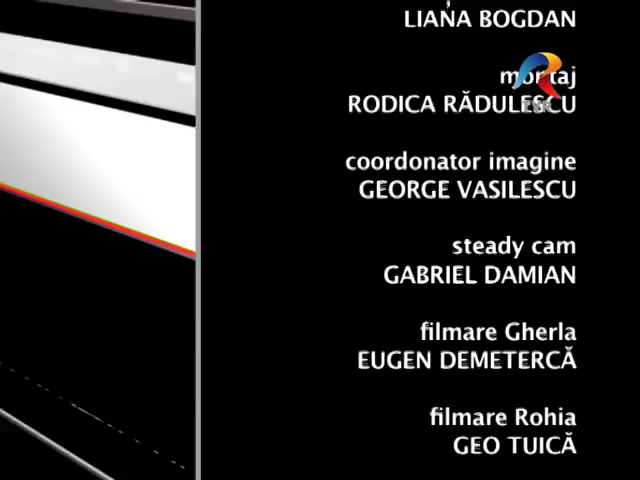 LIANA BOGDAN
montaj
RODICA RĂDULESCU
coordonator imagine
GEORGE VASILESCU
steady cam
GABRIEL DAMIAN
filmare Gherla
EUGEN DEMETERCĂ
filmare Rohia
GEO TUICĂ